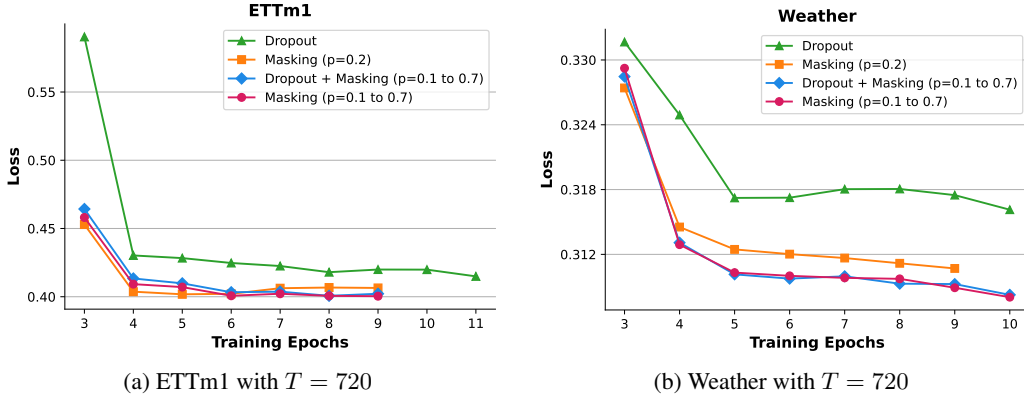 ETTm1
Dropout
Masking (p=0.2)
Dropout + Masking (p=0.1 to 0.7)
Masking (p=0.1 to 0.7)
Loss
0.55
0.50
0.45
0.40
3 4 5 6 7 8 9 10 11
Training Epochs
(a) ETTm1 with T = 720
Weather
Dropout
Masking (p=0.2)
Dropout + Masking (p=0.1 to 0.7)
Masking (p=0.1 to 0.7)
Loss
0.330
0.324
0.318
0.312
3 4 5 6 7 8 9 10
Training Epochs
(b) Weather with T = 720